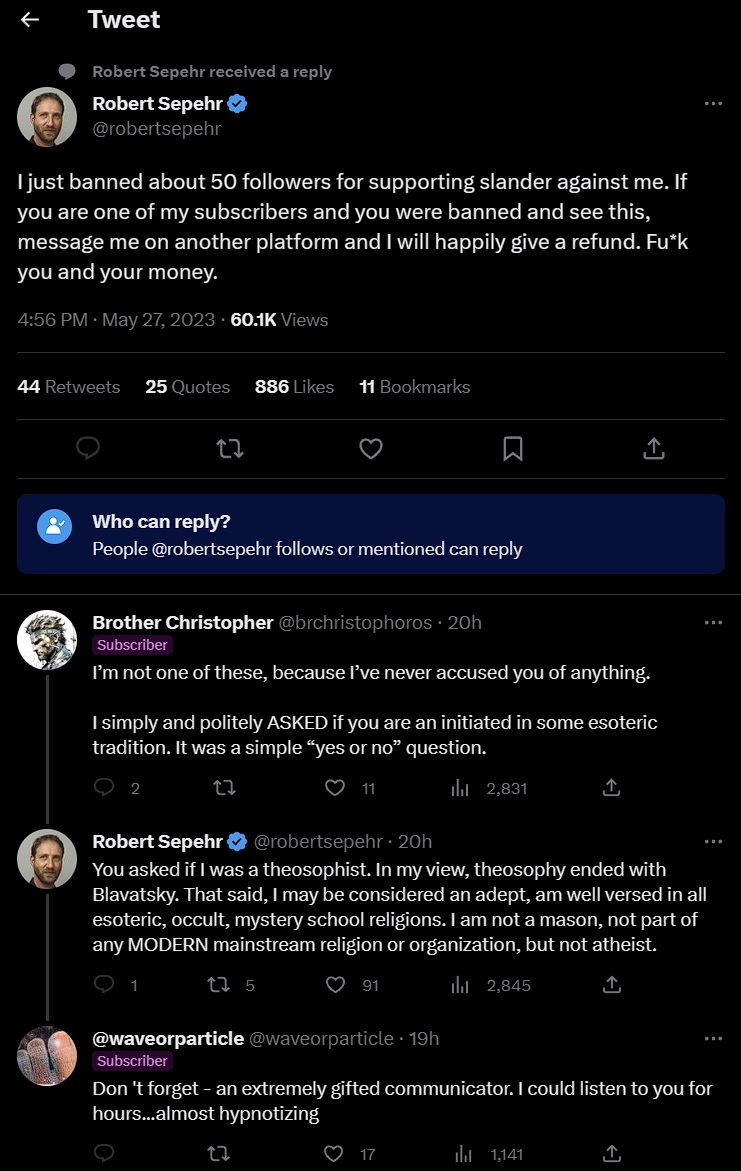 Tweet
Robert Sepehr received a reply
Robert Sepehr
@robertsepehr
I just banned about 50 followers for supporting slander against me. If
you are one of my subscribers and you were banned and see this,
message me on another platform and I will happily give a refund. Fu*k
you and your money.
4:56 PM · May 27, 2023 · 60.1K Views
44 Retweets 25 Quotes 886 Likes 11 Bookmarks
Who can reply?
People @robertsepehr follows or mentioned can reply
Brother Christopher @brchristophoros · 20h
Subscriber
I’m not one of these, because I’ve never accused you of anything.
I simply and politely ASKED if you are an initiated in some esoteric
tradition. It was a simple “yes or no” question.
2 11 2,831
Robert Sepehr @robertsepehr · 20h
You asked if I was a theosophist. In my view, theosophy ended with
Blavatsky. That said, I may be considered an adept, am well versed in all
esoteric, occult, mystery school religions. I am not a mason, not part of
any MODERN mainstream religion or organization, but not atheist.
1 5 91 2,845
@waveorparticle @waveorparticle · 19h
Subscriber
Don 't forget - an extremely gifted communicator. I could listen to you for
hours...almost hypnotizing
17 1,141